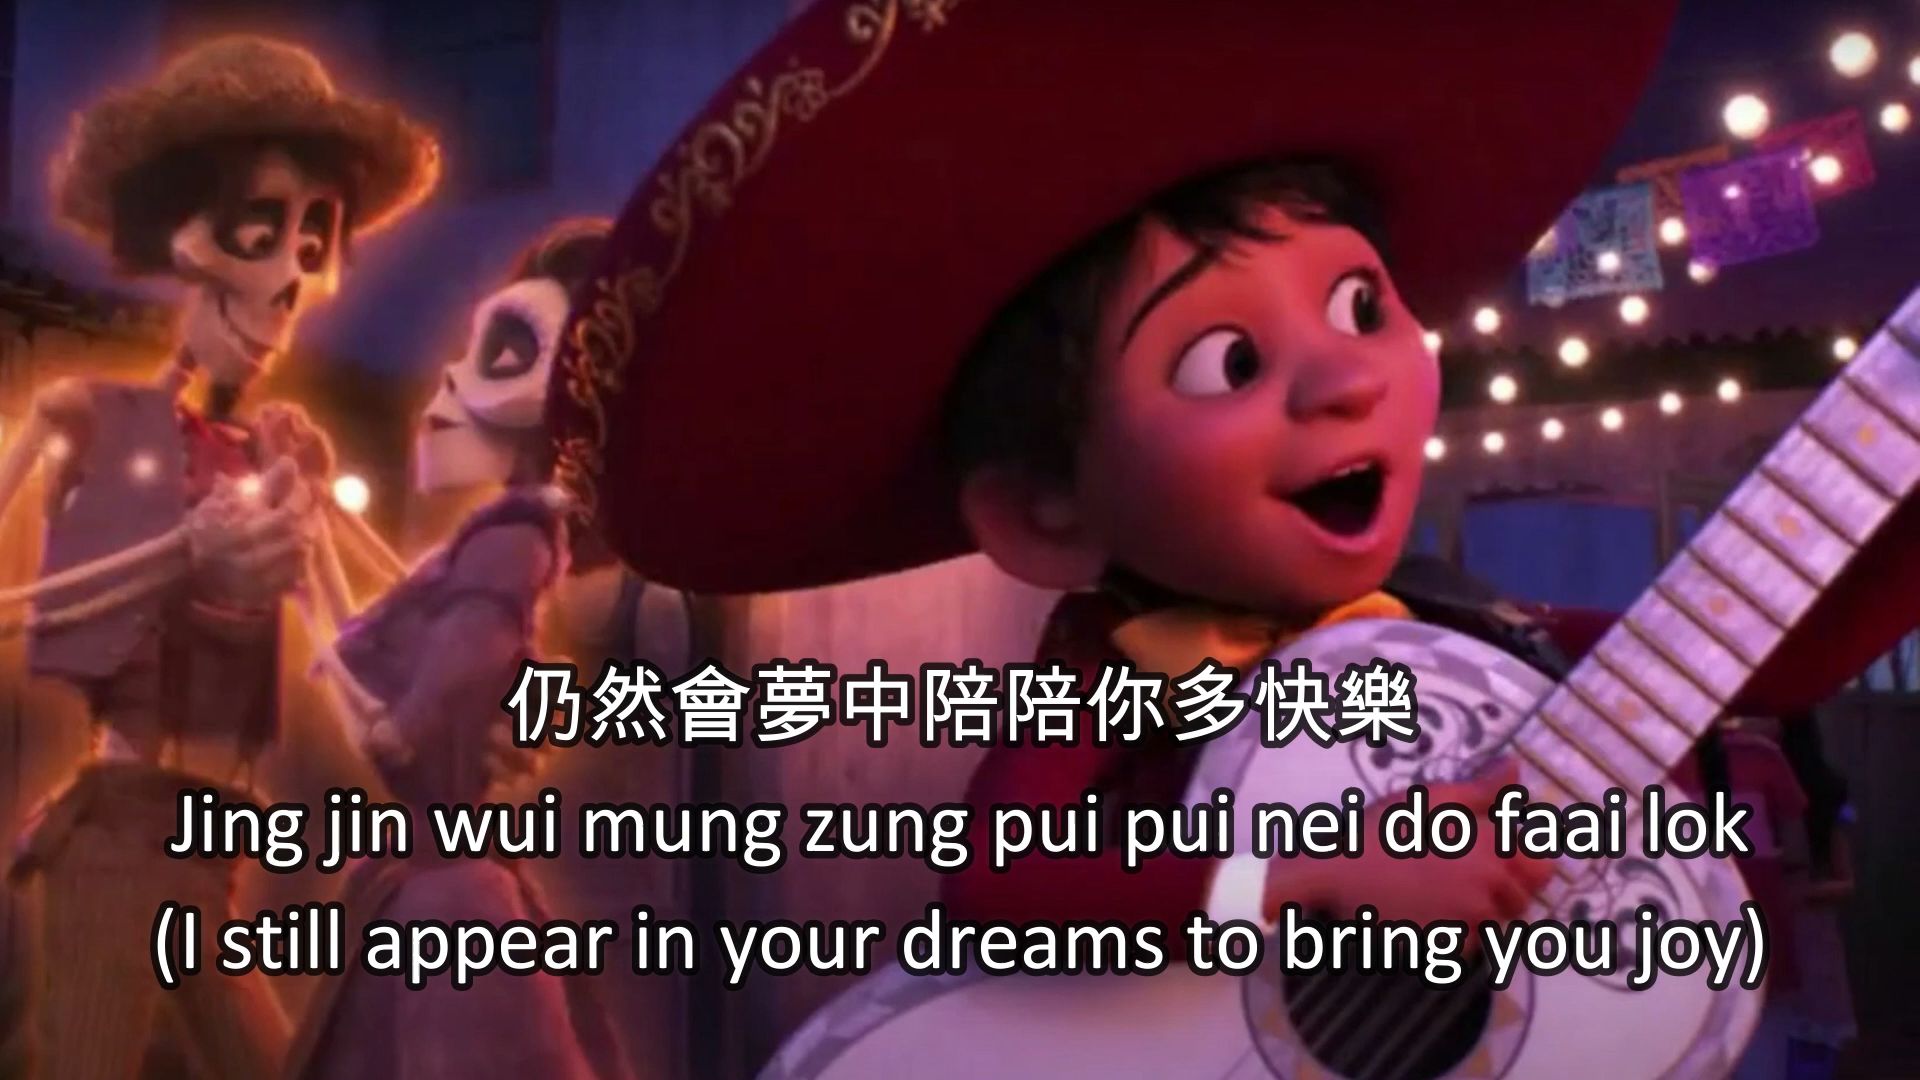 仍然會夢中陪陪你多快樂
Jing jin wui mung zung pui pui nei do faai lok
(I still appear in your dreams to bring you joy)